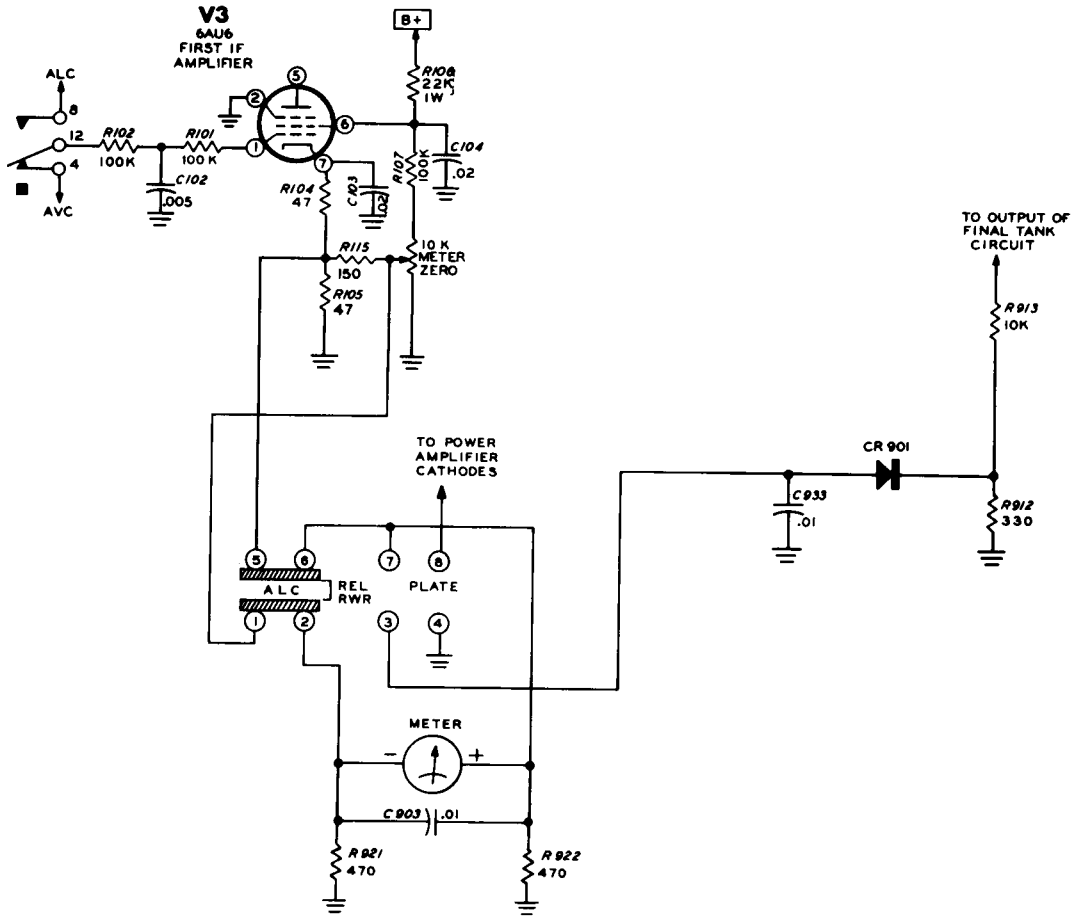 V3
6AU6
FIRST IF
AMPLIFIER
B+
R108
22K
1W
ALC
8
12
4
AVC
R102
100K
R101
100 K
C102
.005
5
2
1
6
7
R104
47
C103
.02
R107
100K
C104
.02
R115
150
10 K
METER
ZERO
R105
47
TO OUTPUT OF
FINAL TANK
CIRCUIT
R913
10K
CR 901
C933
.01
R912
330
TO POWER
AMPLIFIER
CATHODES
5
6
7
8
ALC
REL
RWR
PLATE
1
2
3
4
METER
- +
C903 .01
R921
470
R922
470